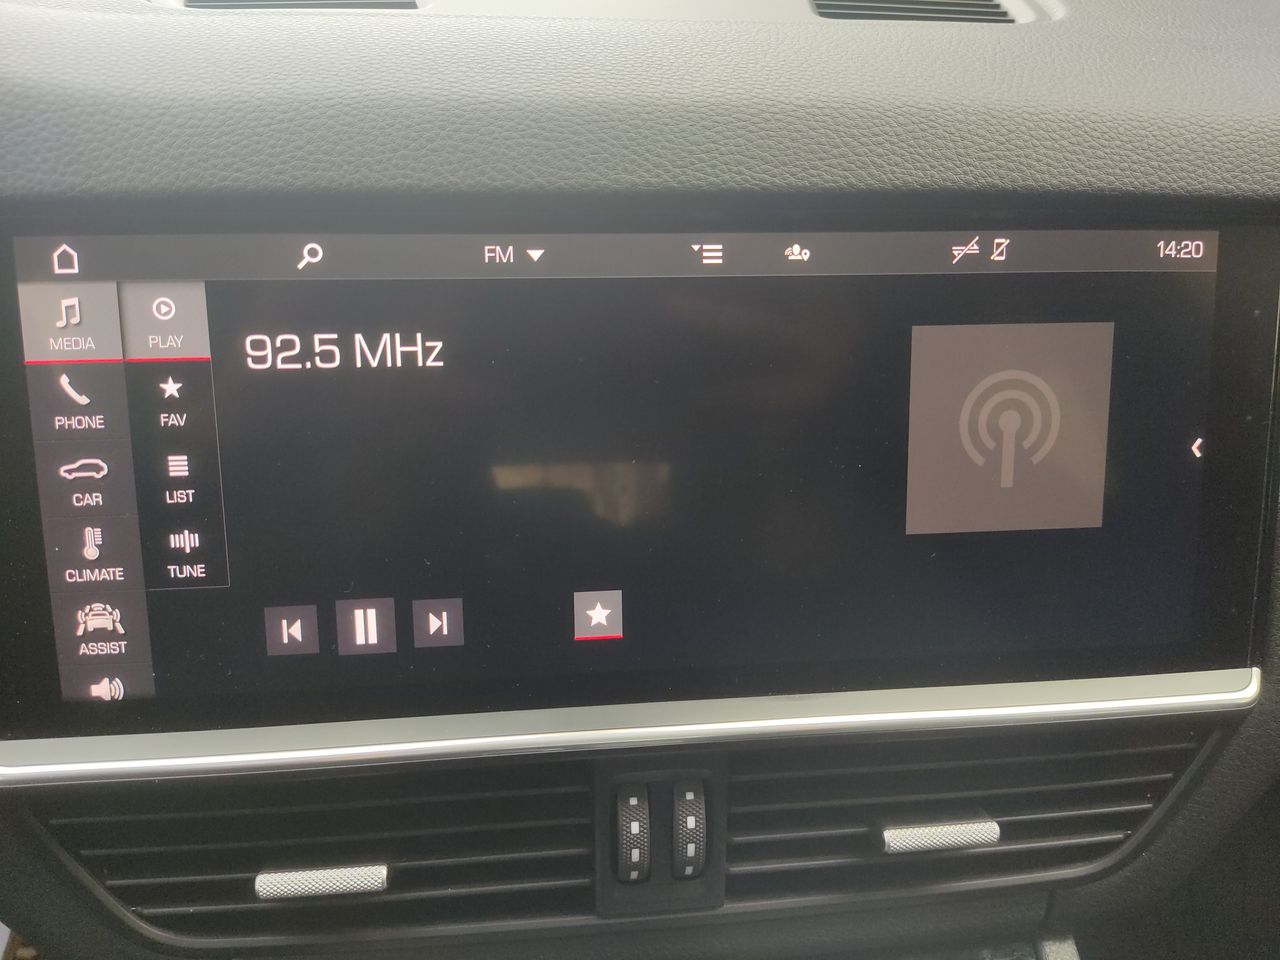 FM
14:20
MEDIA
PLAY
92.5 MHz
PHONE
FAV
CAR
LIST
CLIMATE
TUNE
ASSIST